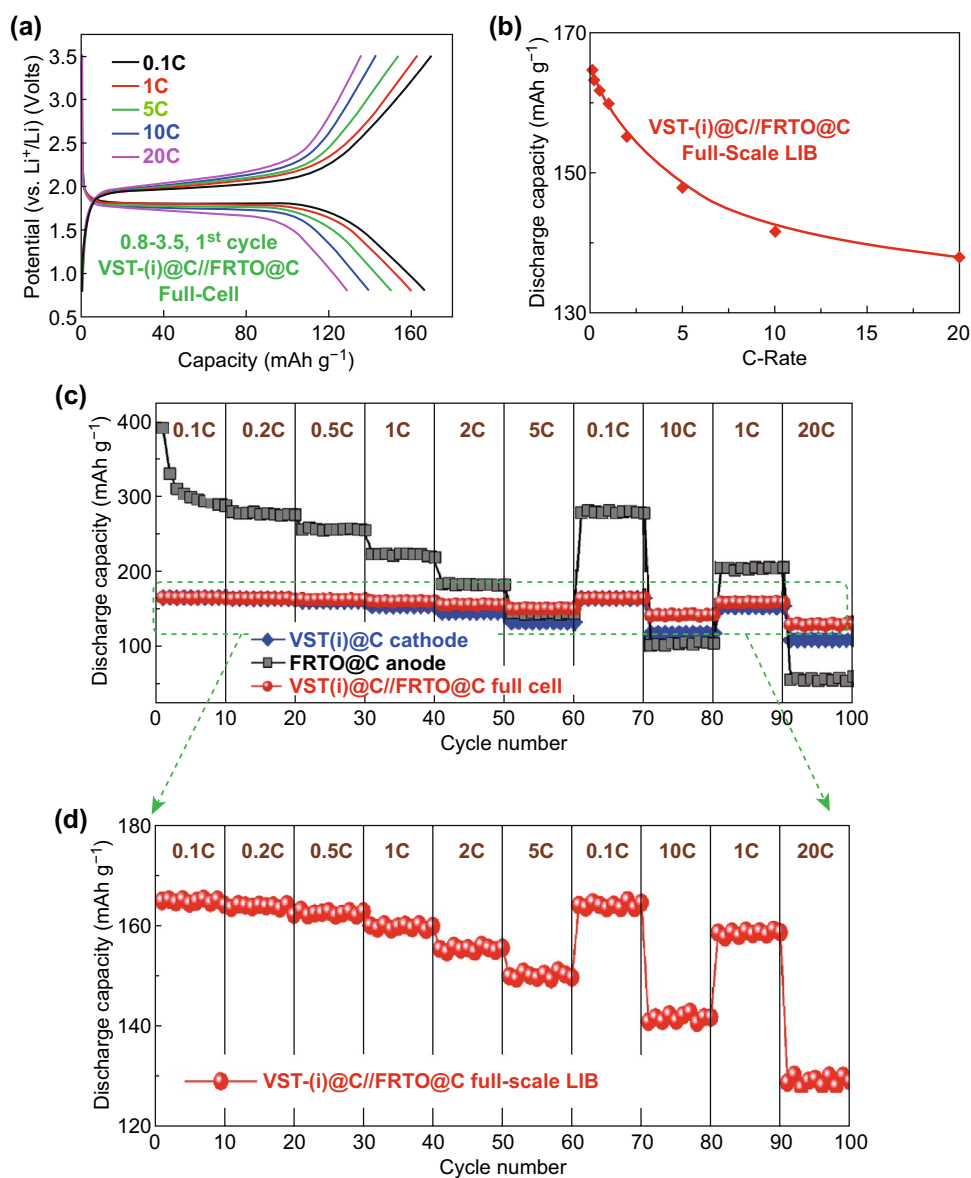 (a)
Potential (vs. Li⁺/Li) (Volts)
3.5
3.0
2.5
2.0
1.5
1.0
0.5
0.1C
1C
5C
10C
20C
0.8-3.5, 1st cycle
VST-(i)@C//FRTO@C
Full-Cell
0 40 80 120 160
Capacity (mAh g⁻¹)
(b)
Discharge capacity (mAh g⁻¹)
170
150
130
VST-(i)@C//FRTO@C
Full-Scale LIB
0 5 10 15 20
C-Rate
(c)
Discharge capacity (mAh g⁻¹)
400
300
200
100
0
0.1C 0.2C 0.5C 1C 2C 5C 0.1C 10C 1C 20C
VST(i)@C cathode
FRTO@C anode
VST(i)@C//FRTO@C full cell
0 10 20 30 40 50 60 70 80 90 100
Cycle number
(d)
Discharge capacity (mAh g⁻¹)
180
160
140
120
0.1C 0.2C 0.5C 1C 2C 5C 0.1C 10C 1C 20C
VST-(i)@C//FRTO@C full-scale LIB
0 10 20 30 40 50 60 70 80 90 100
Cycle number